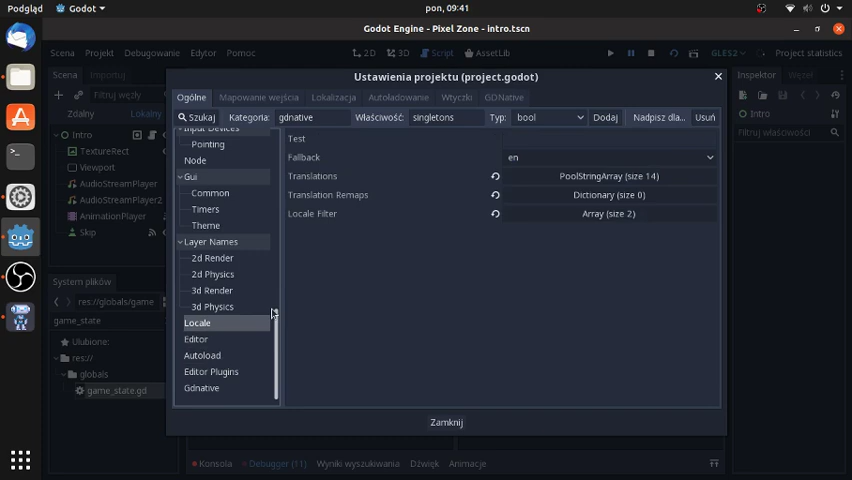 Podgląd
Godot
pon, 09:41
Godot Engine - Pixel Zone - intro.tscn
Scena
Projekt
Debugowanie
Edytor
Pomoc
2D
3D
Script
AssetLib
GLES2
Project statistics
Scena
Importuj
Filtruj węzły
Zdalny
Lokalny
Intro
TextureRect
Viewport
AudioStreamPlayer
AudioStreamPlayer2
AnimationPlayer
Skip
System plików
res://globals/game
game_state
Ulubione:
res://
globals
game_state.gd
Ustawienia projektu (project.godot)
Ogólne
Mapowanie wejścia
Lokalizacja
Autoładowanie
Wtyczki
GDNative
Szukaj
Kategoria:
gdnative
Właściwość:
singletons
Typ:
bool
Dodaj
Nadpisz dla...
Usuń
Input Devices
Pointing
Node
Gui
Common
Timers
Theme
Layer Names
2d Render
2d Physics
3d Render
3d Physics
Locale
Editor
Autoload
Editor Plugins
Gdnative
Test
Fallback
en
Translations
PoolStringArray (size 14)
Translation Remaps
Dictionary (size 0)
Locale Filter
Array (size 2)
Zamknij
Inspektor
Węzeł
Intro
Filtruj właściwości
Konsola
Debugger (11)
Wyniki wyszukiwania
Dźwięk
Animacje